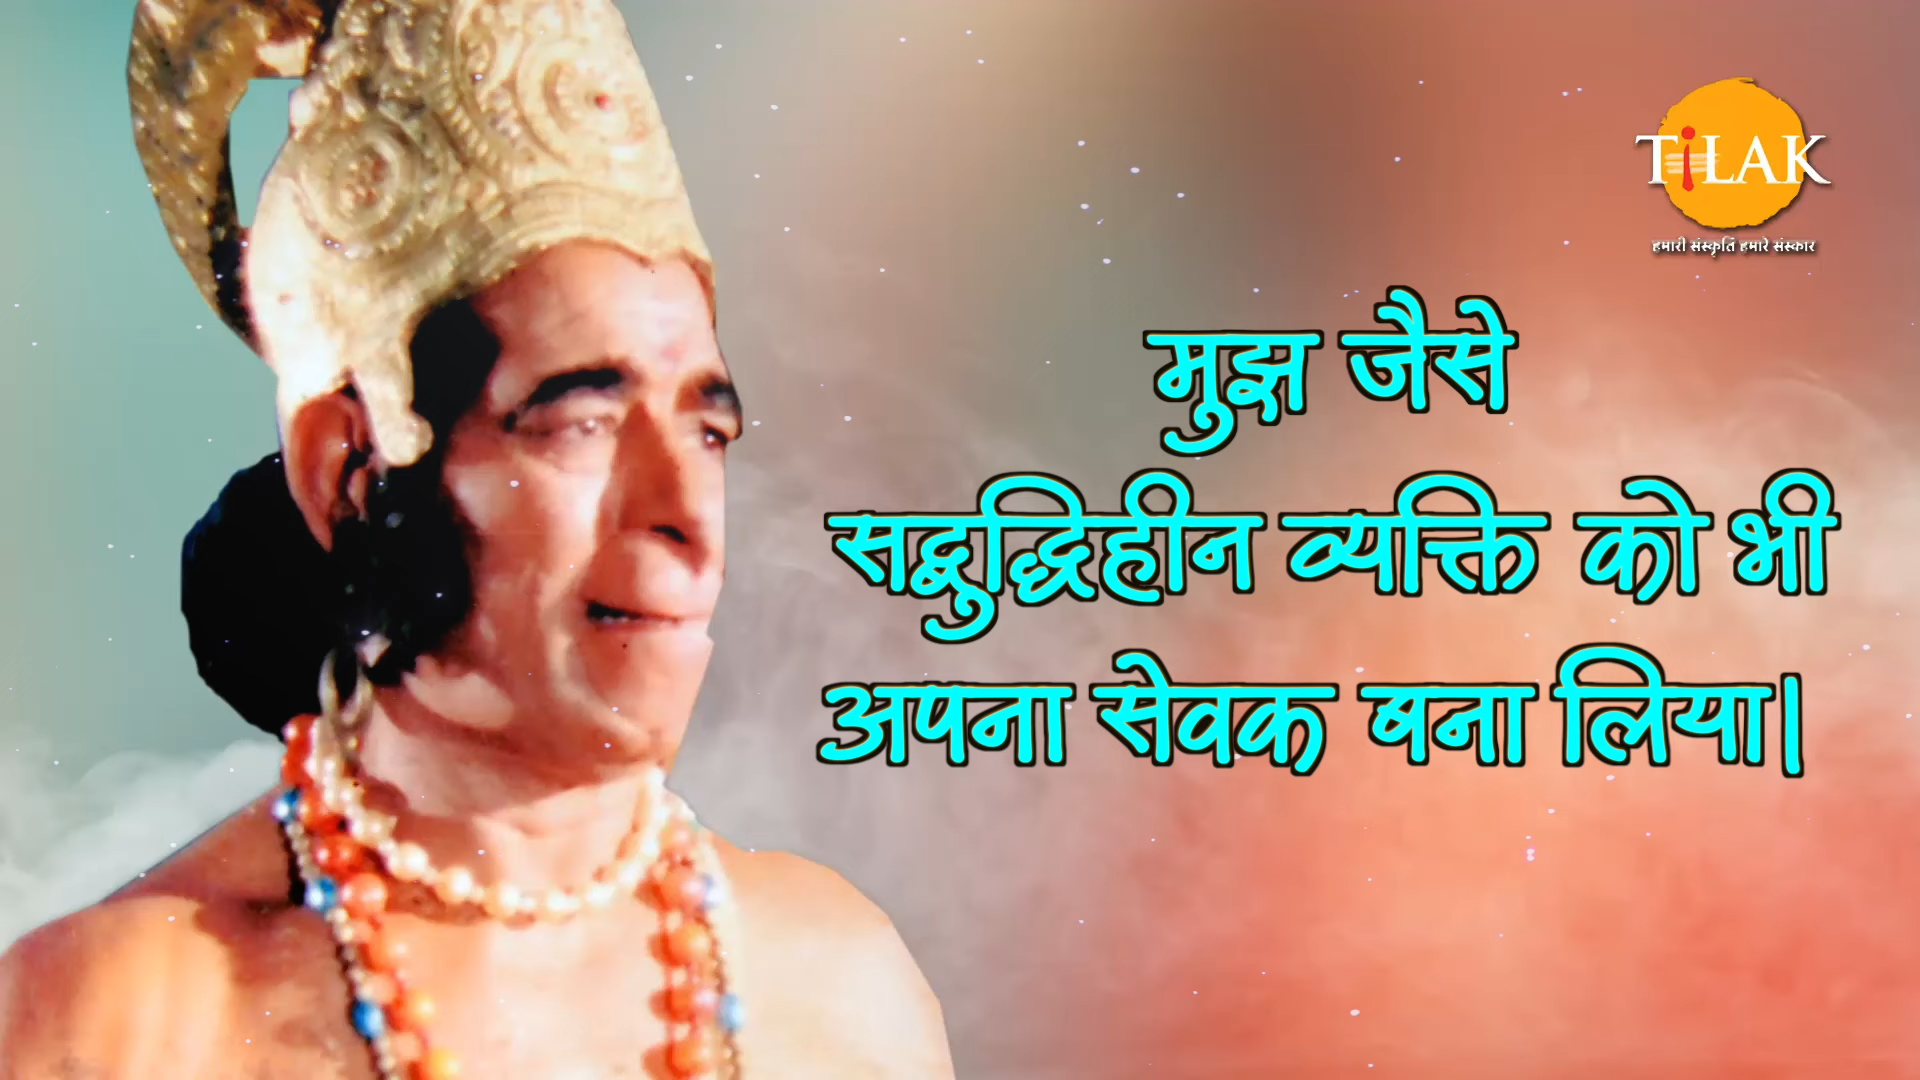 TiLAK
हमारी संस्कृति हमारे संस्कार
मुझ जैसे
सद्बुद्धिहीन व्यक्ति को भी
अपना सेवक बना लिया।